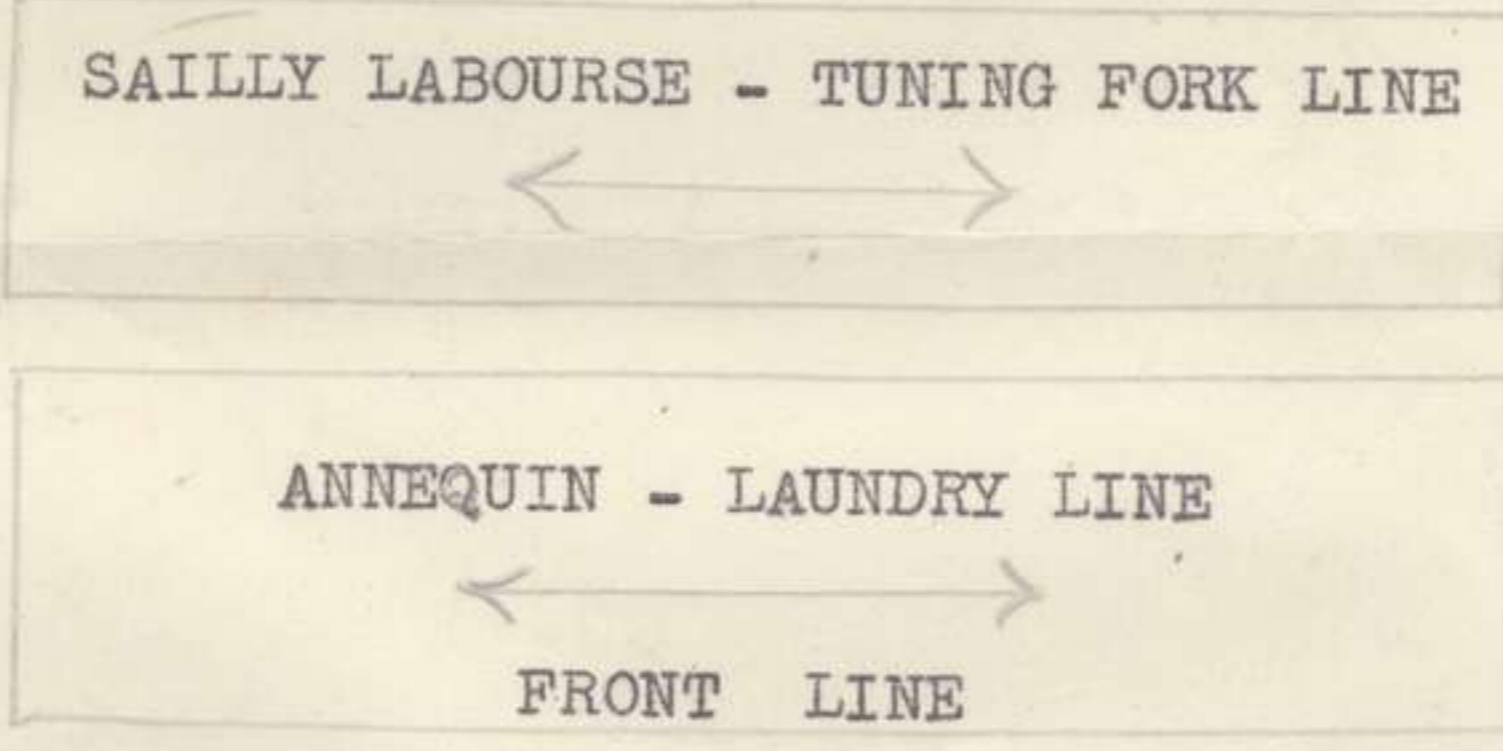 SAILLY LABOURSE - TUNING FORK LINE
ANNEQUIN - LAUNDRY LINE
FRONT LINE